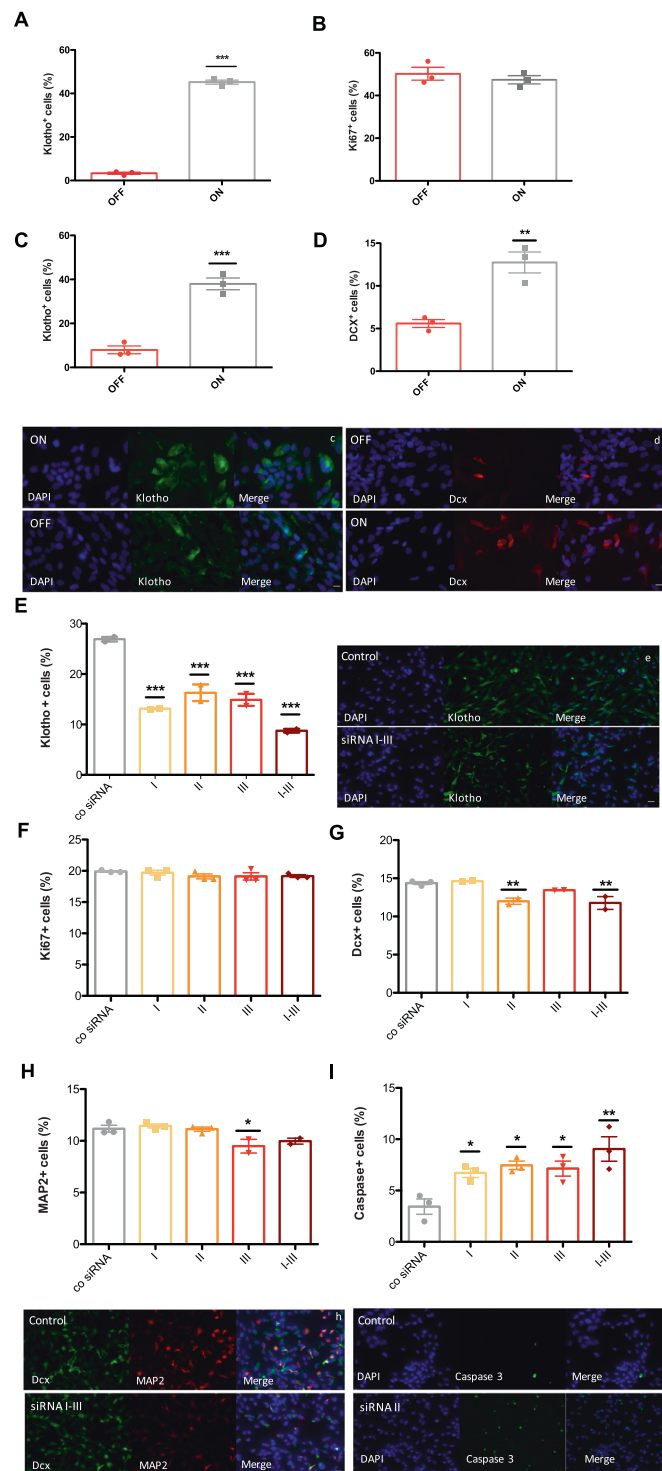 A
Klotho⁺ cells (%)
60
40
20
0
***
OFF
ON
B
Ki67⁺ cells (%)
60
40
20
0
OFF
ON
C
Klotho⁺ cells (%)
60
40
20
0
***
OFF
ON
D
DCX⁺ cells (%)
15
10
5
0
**
OFF
ON
ON
c
DAPI
Klotho
Merge
OFF
DAPI
Klotho
Merge
OFF
d
DAPI
Dcx
Merge
ON
DAPI
Dcx
Merge
E
Klotho + cells (%)
30
20
10
0
***
***
***
***
co siRNA
I
II
III
I-III
Control
e
DAPI
Klotho
Merge
siRNA I-III
DAPI
Klotho
Merge
F
Ki67+ cells (%)
25
20
15
10
5
0
co siRNA
I
II
III
I-III
G
Dcx+ cells (%)
20
15
10
5
0
**
**
co siRNA
I
II
III
I-III
H
MAP2+ cells (%)
15
10
5
0
*
co siRNA
I
II
III
I-III
I
Caspase+ cells (%)
15
10
5
0
*
*
*
**
co siRNA
I
II
III
I-III
Control
h
Dcx
MAP2
Merge
siRNA I-III
Dcx
MAP2
Merge
Control
DAPI
Caspase 3
Merge
siRNA II
DAPI
Caspase 3
Merge